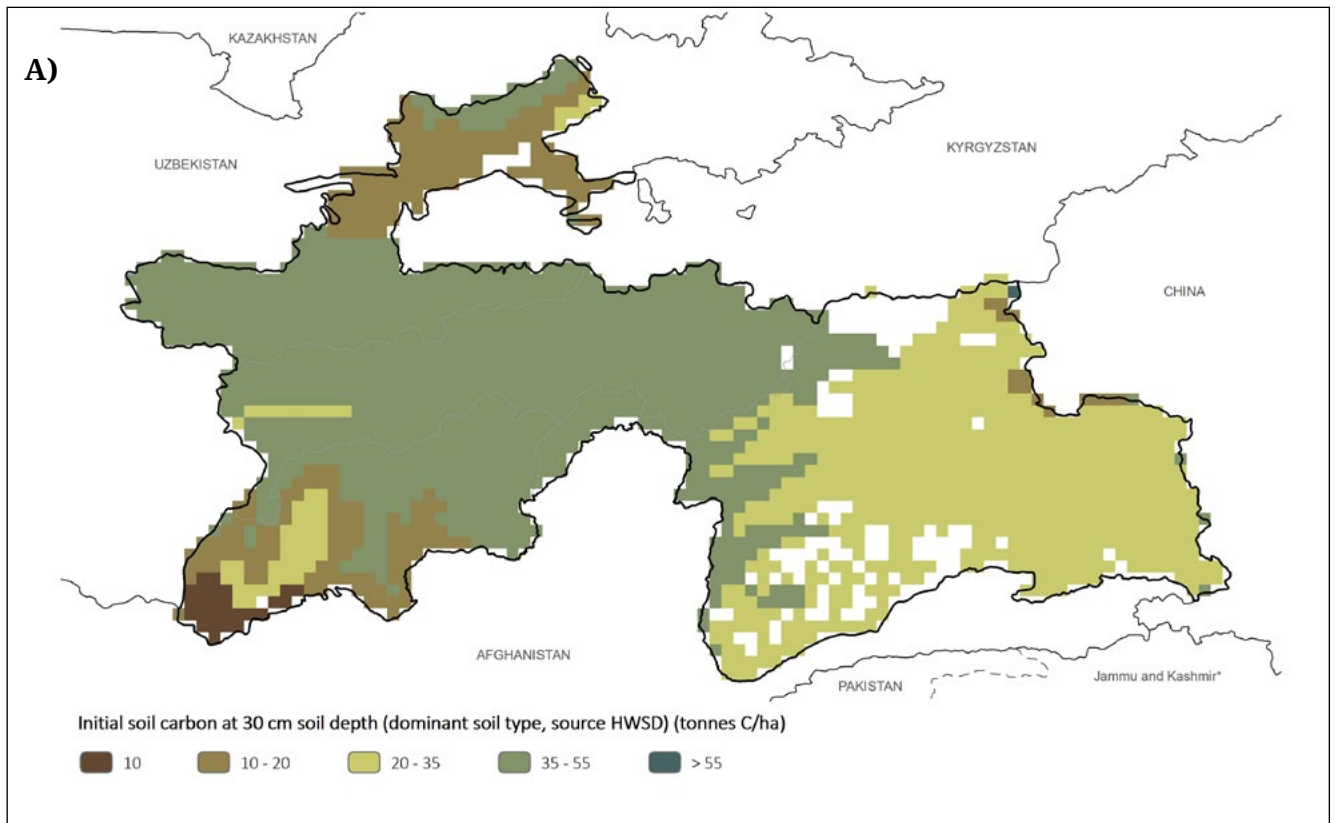 KAZAKHSTAN
A)
UZBEKISTAN
KYRGYZSTAN
CHINA
AFGHANISTAN
PAKISTAN
Jammu and Kashmir*
Initial soil carbon at 30 cm soil depth (dominant soil type, source HWSD) (tonnes C/ha)
10
10 - 20
20 - 35
35 - 55
> 55